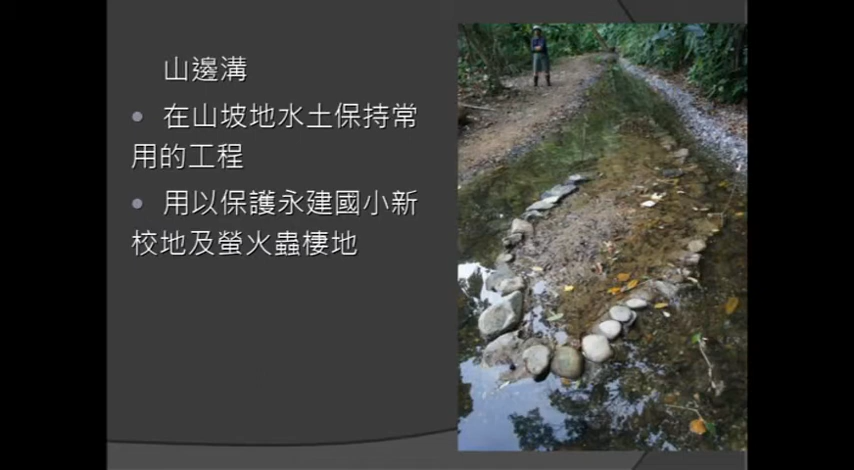 山邊溝
在山坡地水土保持常
用的工程
用以保護永建國小新
校地及螢火蟲棲地